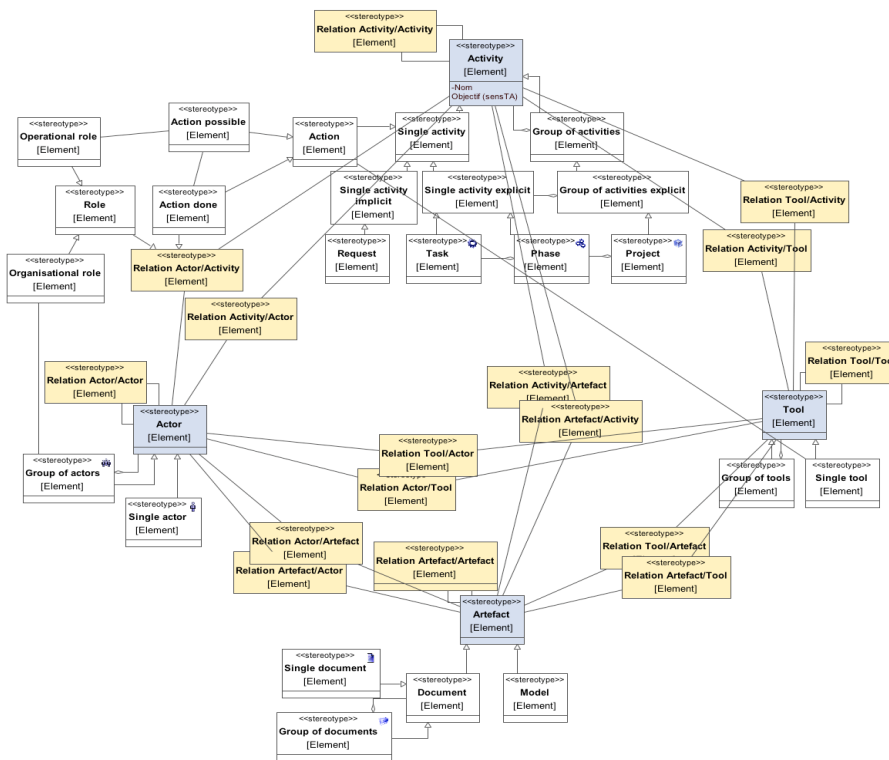 <<stereotype>>
Relation Activity/Activity
[Element]
<<stereotype>>
Activity
[Element]
-Nom
Objectif (sensTA)
<<stereotype>>
Operational role
[Element]
<<stereotype>>
Action possible
[Element]
<<stereotype>>
Action
[Element]
<<stereotype>>
Single activity
[Element]
<<stereotype>>
Group of activities
[Element]
<<stereotype>>
Role
[Element]
<<stereotype>>
Action done
[Element]
<<stereotype>>
Single activity
implicit
[Element]
<<stereotype>>
Single activity explicit
[Element]
<<stereotype>>
Group of activities explicit
[Element]
<<stereotype>>
Relation Tool/Activity
[Element]
<<stereotype>>
Organisational role
[Element]
<<stereotype>>
Relation Actor/Activity
[Element]
<<stereotype>>
Request
[Element]
<<stereotype>>
Task
[Element]
<<stereotype>>
Phase
[Element]
<<stereotype>>
Project
[Element]
<<stereotype>>
Relation Activity/Tool
[Element]
<<stereotype>>
Relation Activity/Actor
[Element]
<<stereotype>>
Relation Actor/Actor
[Element]
<<stereotype>>
Relation Activity/Artefact
[Element]
<<stereotype>>
Relation Tool/Too
[Element]
<<stereotype>>
Actor
[Element]
<<stereotype>>
Relation Artefact/Activity
[Element]
<<stereotype>>
Tool
[Element]
<<stereotype>>
Relation Tool/Actor
[Element]
<<stereotype>>
Group of actors
[Element]
stereotype
Relation Actor/Tool
[Element]
<<stereotype>>
Group of tools
[Element]
<<stereotype>>
Single tool
[Element]
<<stereotype>>
Single actor
[Element]
<<stereotype>>
Relation Actor/Artefact
[Element]
Relation Artefact/Actor
[Element]
<<stereotype>>
Relation Artefact/Artefact
[Element]
<<stereotype>>
Relation Tool/Artefact
<<stereotype>>
Relation Artefact/Tool
[Element]
<<stereotype>>
Artefact
[Element]
<<stereotype>>
Single document
[Element]
<<stereotype>>
Document
[Element]
<<stereotype>>
Model
[Element]
<<stereotype>>
Group of documents
[Element]